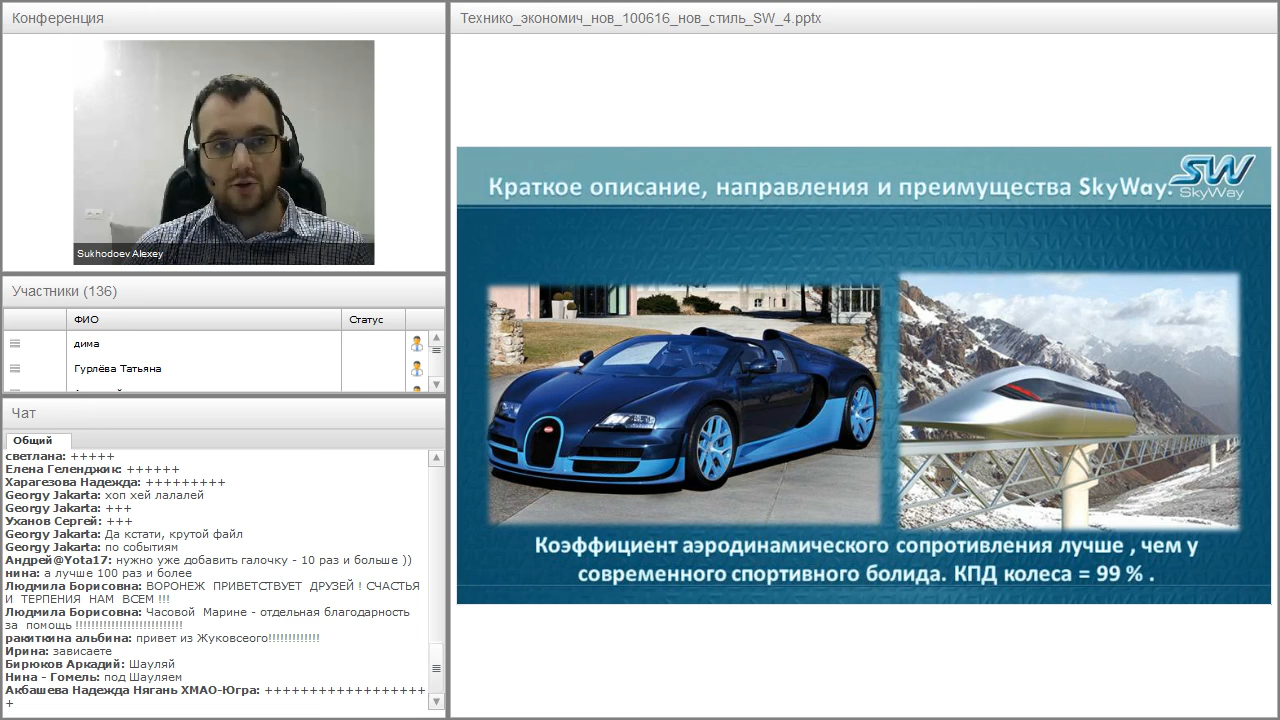 Конференция
Sukhodoev Alexey
Участники (136)
ФИО
Статус
дима
Гурлёва Татьяна
Чат
Общий
светлана: +++++
Елена Геленджик: ++++++
Харагезова Надежда: +++++++++
Georgy Jakarta: хоп хей лалалей
Georgy Jakarta: +++
Уханов Сергей: +++
Georgy Jakarta: Да кстати, крутой файл
Georgy Jakarta: по событиям
Андрей@Yota17: нужно уже добавить галочку - 10 раз и больше ))
нина: а лучше 100 раз и более
Людмила Борисовна: ВОРОНЕЖ ПРИВЕТСТВУЕТ ДРУЗЕЙ ! СЧАСТЬЯ
И ТЕРПЕНИЯ НАМ ВСЕМ !!!
Людмила Борисовна: Часовой Марине - отдельная благодарность
за помощь !!!!!!!!!!!!!!!!!!!!!!!!!!!
ракиткина альбина: привет из Жуковсеого!!!!!!!!!!!!!
Ирина: зависаете
Бирюков Аркадий: Шауляй
Нина - Гомель: под Шауляем
Акбашева Надежда Нягань ХМАО-Югра: ++++++++++++++++++
+
Технико_экономич_нов_100616_нов_стиль_SW_4.pptx
Краткое описание, направления и преимущества SkyWay.
SW
SkyWay
Коэффициент аэродинамического сопротивления лучше , чем у
современного спортивного болида. КПД колеса = 99 % .